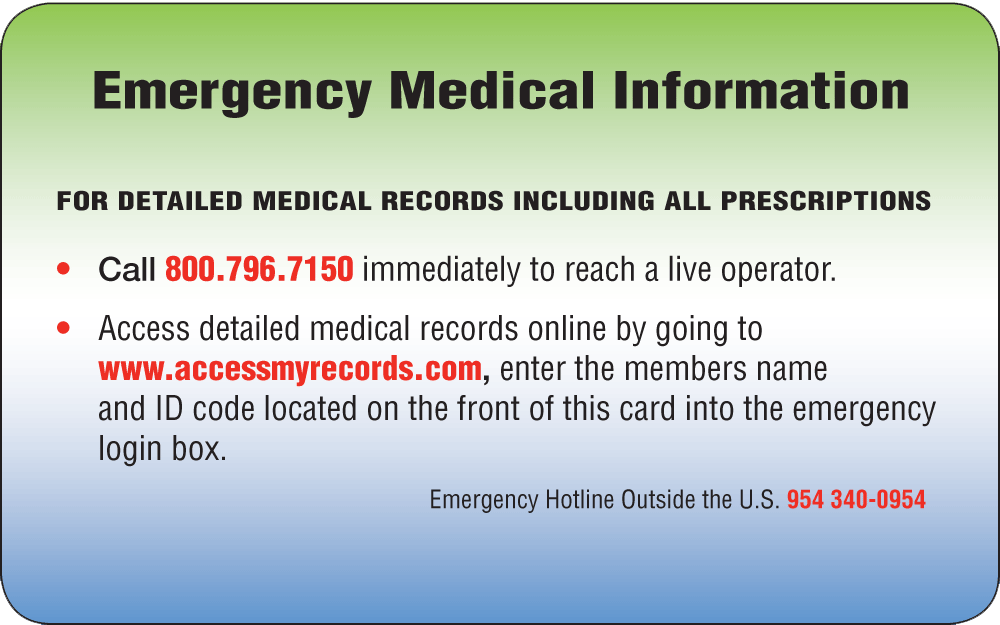 Emergency Medical Information
FOR DETAILED MEDICAL RECORDS INCLUDING ALL PRESCRIPTIONS
• Call 800.796.7150 immediately to reach a live operator.
• Access detailed medical records online by going to
www.accessmyrecords.com, enter the members name
and ID code located on the front of this card into the emergency
login box.
Emergency Hotline Outside the U.S. 954 340-0954